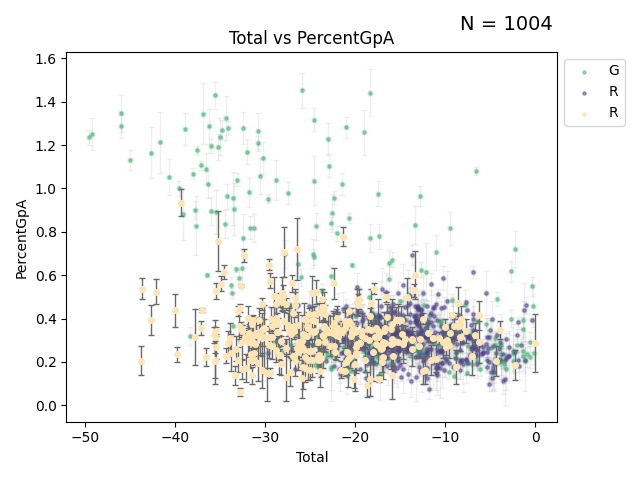 N = 1004
Total vs PercentGpA
G
R
R
1.6
1.4
1.2
1.0
0.8
0.6
0.4
0.2
0.0
PercentGpA
−50
−40
−30
−20
−10
0
Total